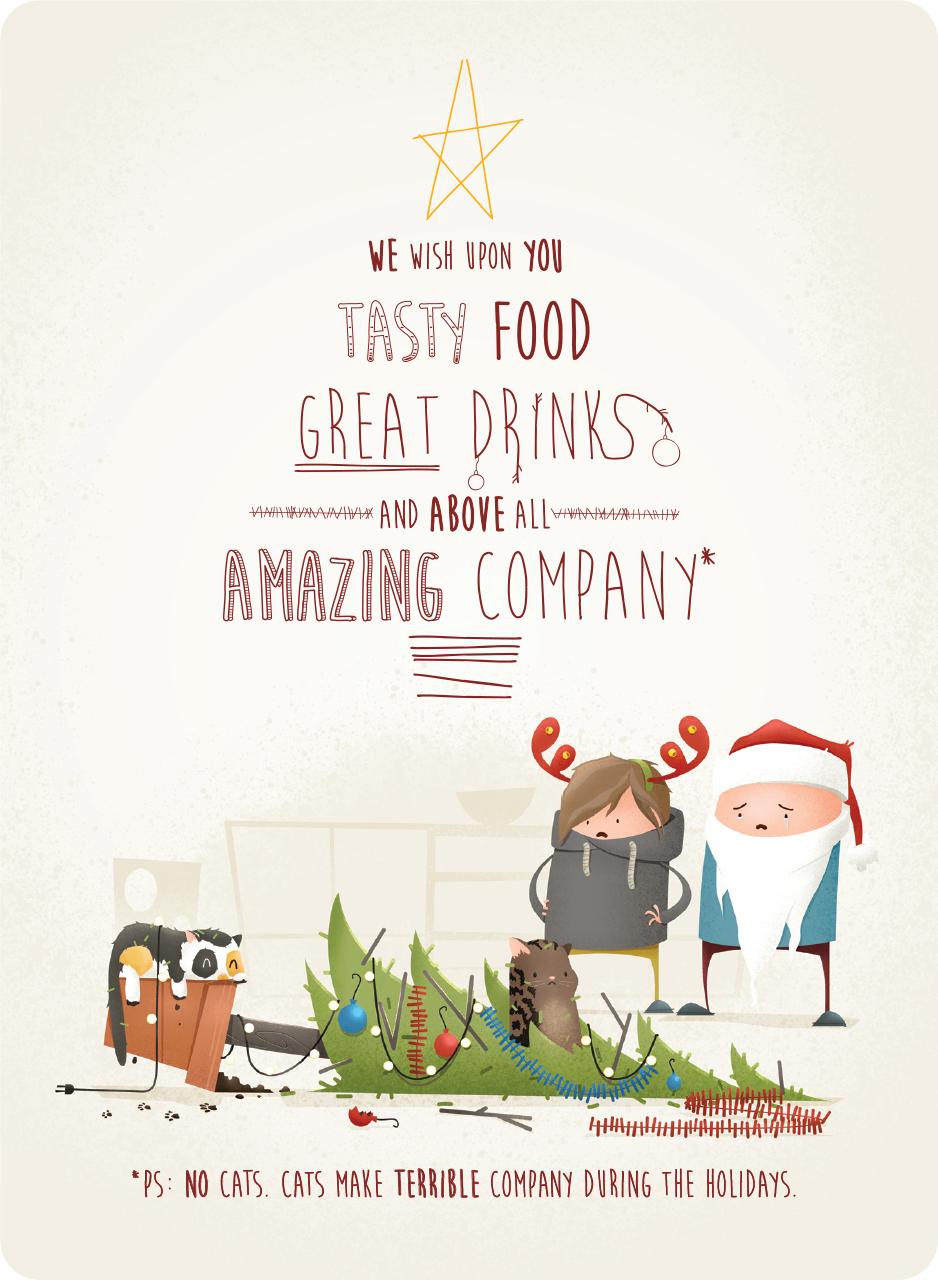 WE WISH UPON YOU
TASTY FOOD
GREAT DRINKS
AND ABOVE ALL
AMAZING COMPANY*
*PS: NO CATS. CATS MAKE TERRIBLE COMPANY DURING THE HOLIDAYS.